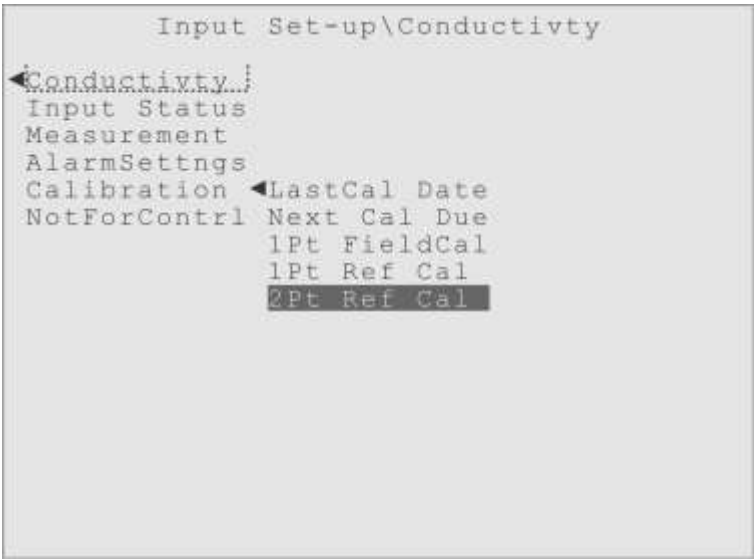 Input Set-up\Conductivty
Conductivty
Input Status
Measurement
AlarmSettngs
Calibration LastCal Date
NotForContrl Next Cal Due
1Pt FieldCal
1Pt Ref Cal
2Pt Ref Cal